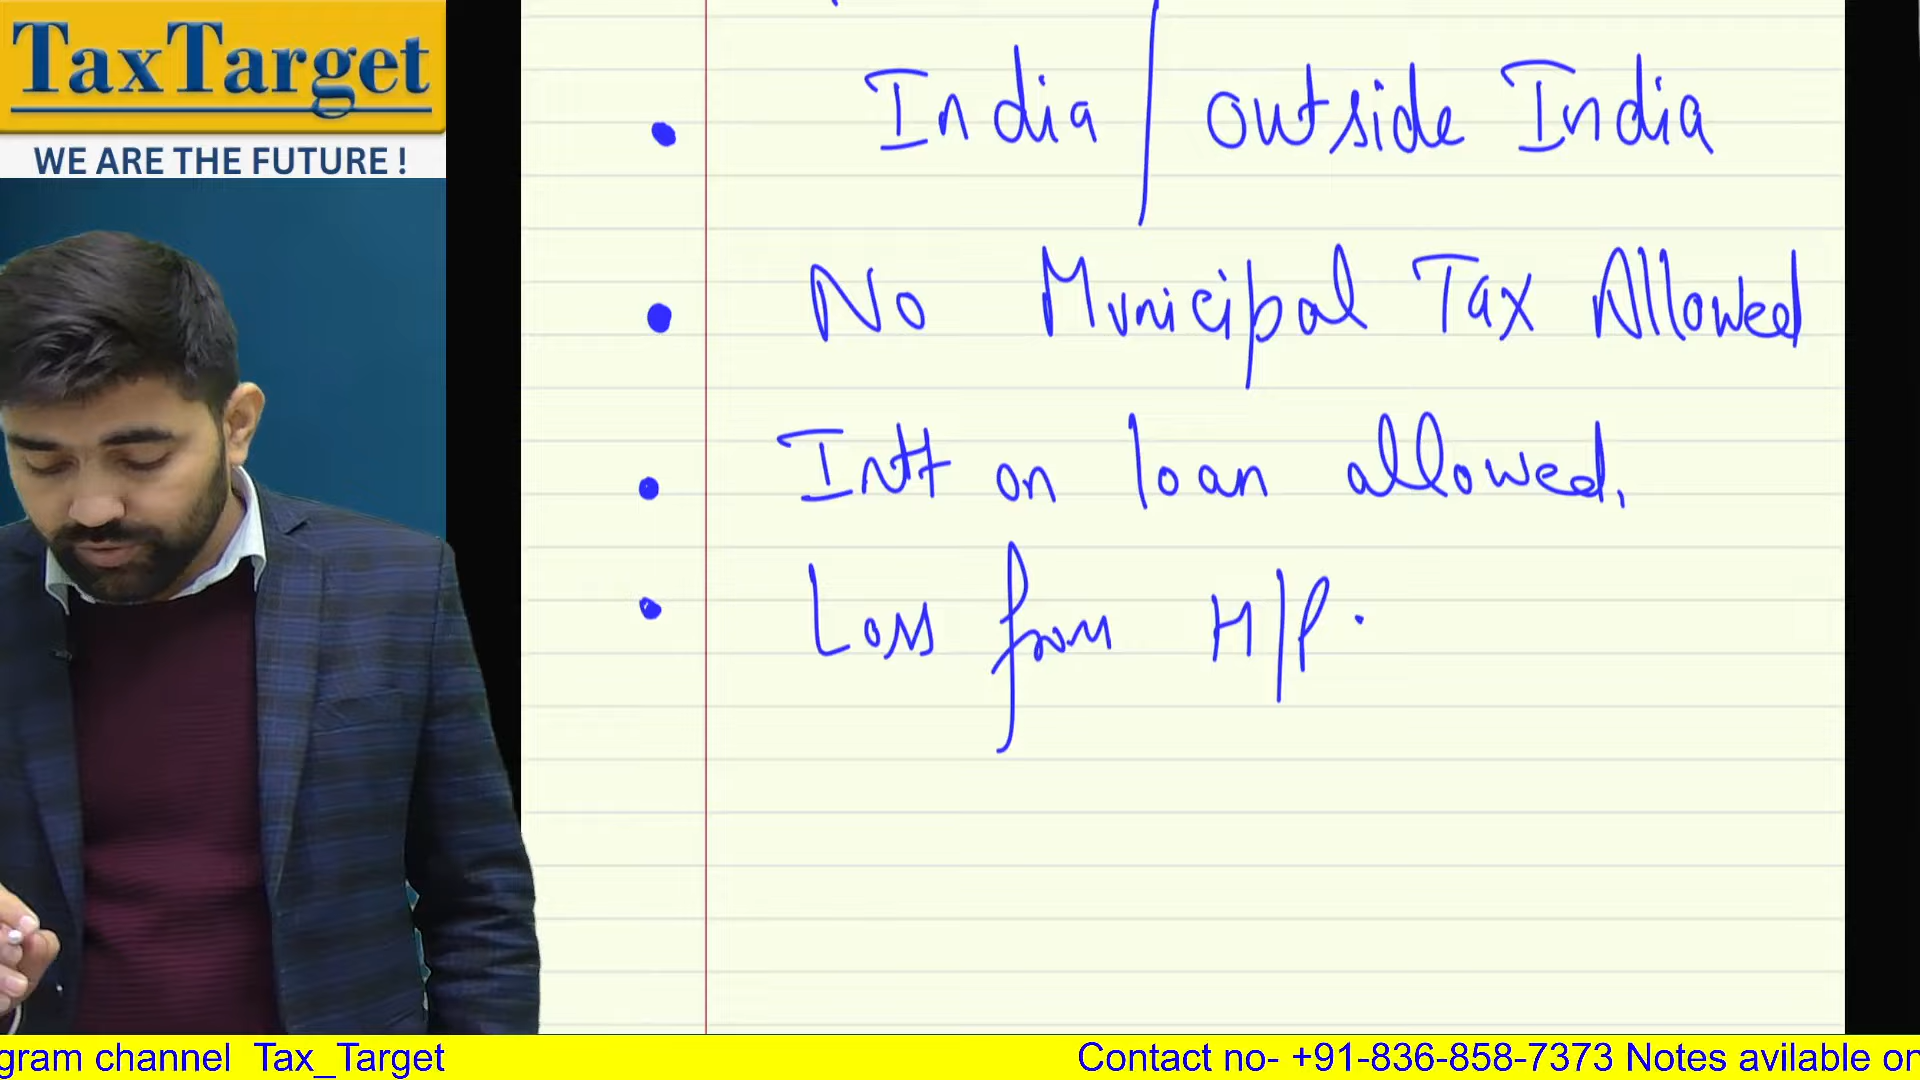 TaxTarget
WE ARE THE FUTURE !
• India / outside India
• No Municipal Tax Allowed
• Intt on loan allowed.
• Loss from H/P.
gram channel Tax_Target
Contact no- +91-836-858-7373 Notes avilable on